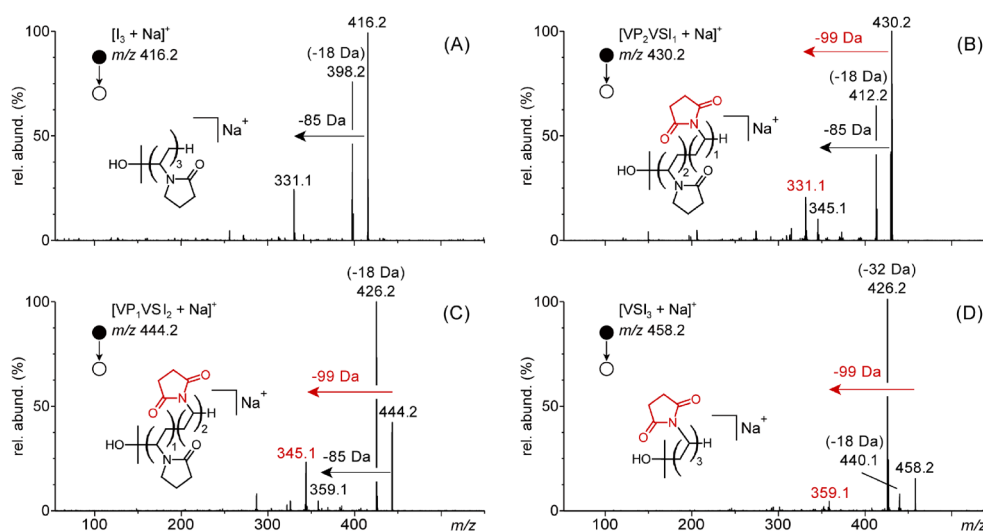 [I₃ + Na]⁺
m/z 416.2
416.2
(-18 Da)
398.2
-85 Da
331.1
Na⁺
HO
3
H
N
O
(A)
rel. abund. (%)
100
50
0
[VP₂VSI₁ + Na]⁺
m/z 430.2
430.2
-99 Da
(-18 Da)
412.2
-85 Da
331.1
345.1
Na⁺
O
N
O
H
1
HO
2
N
O
(B)
rel. abund. (%)
100
50
0
[VP₁VSI₂ + Na]⁺
m/z 444.2
(-18 Da)
426.2
-99 Da
444.2
345.1
-85 Da
359.1
Na⁺
O
N
O
H
2
HO
1
N
O
(C)
rel. abund. (%)
100
50
0
100
200
300
400
m/z
[VSI₃ + Na]⁺
m/z 458.2
(-32 Da)
426.2
-99 Da
(-18 Da)
440.1
458.2
359.1
Na⁺
O
N
O
H
HO
3
(D)
rel. abund. (%)
100
50
0
100
200
300
400
m/z